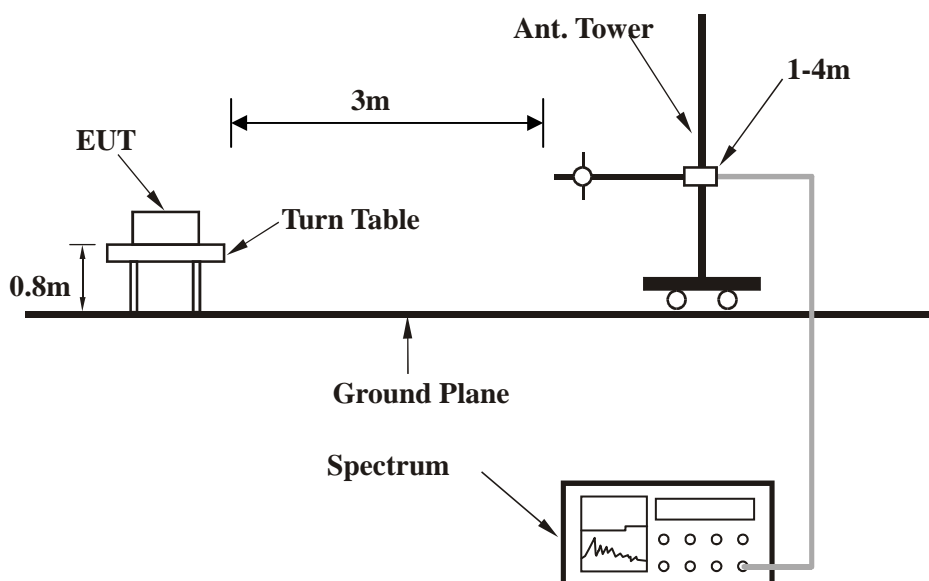 Ant. Tower
1-4m
3m
EUT
Turn Table
0.8m
Ground Plane
Spectrum